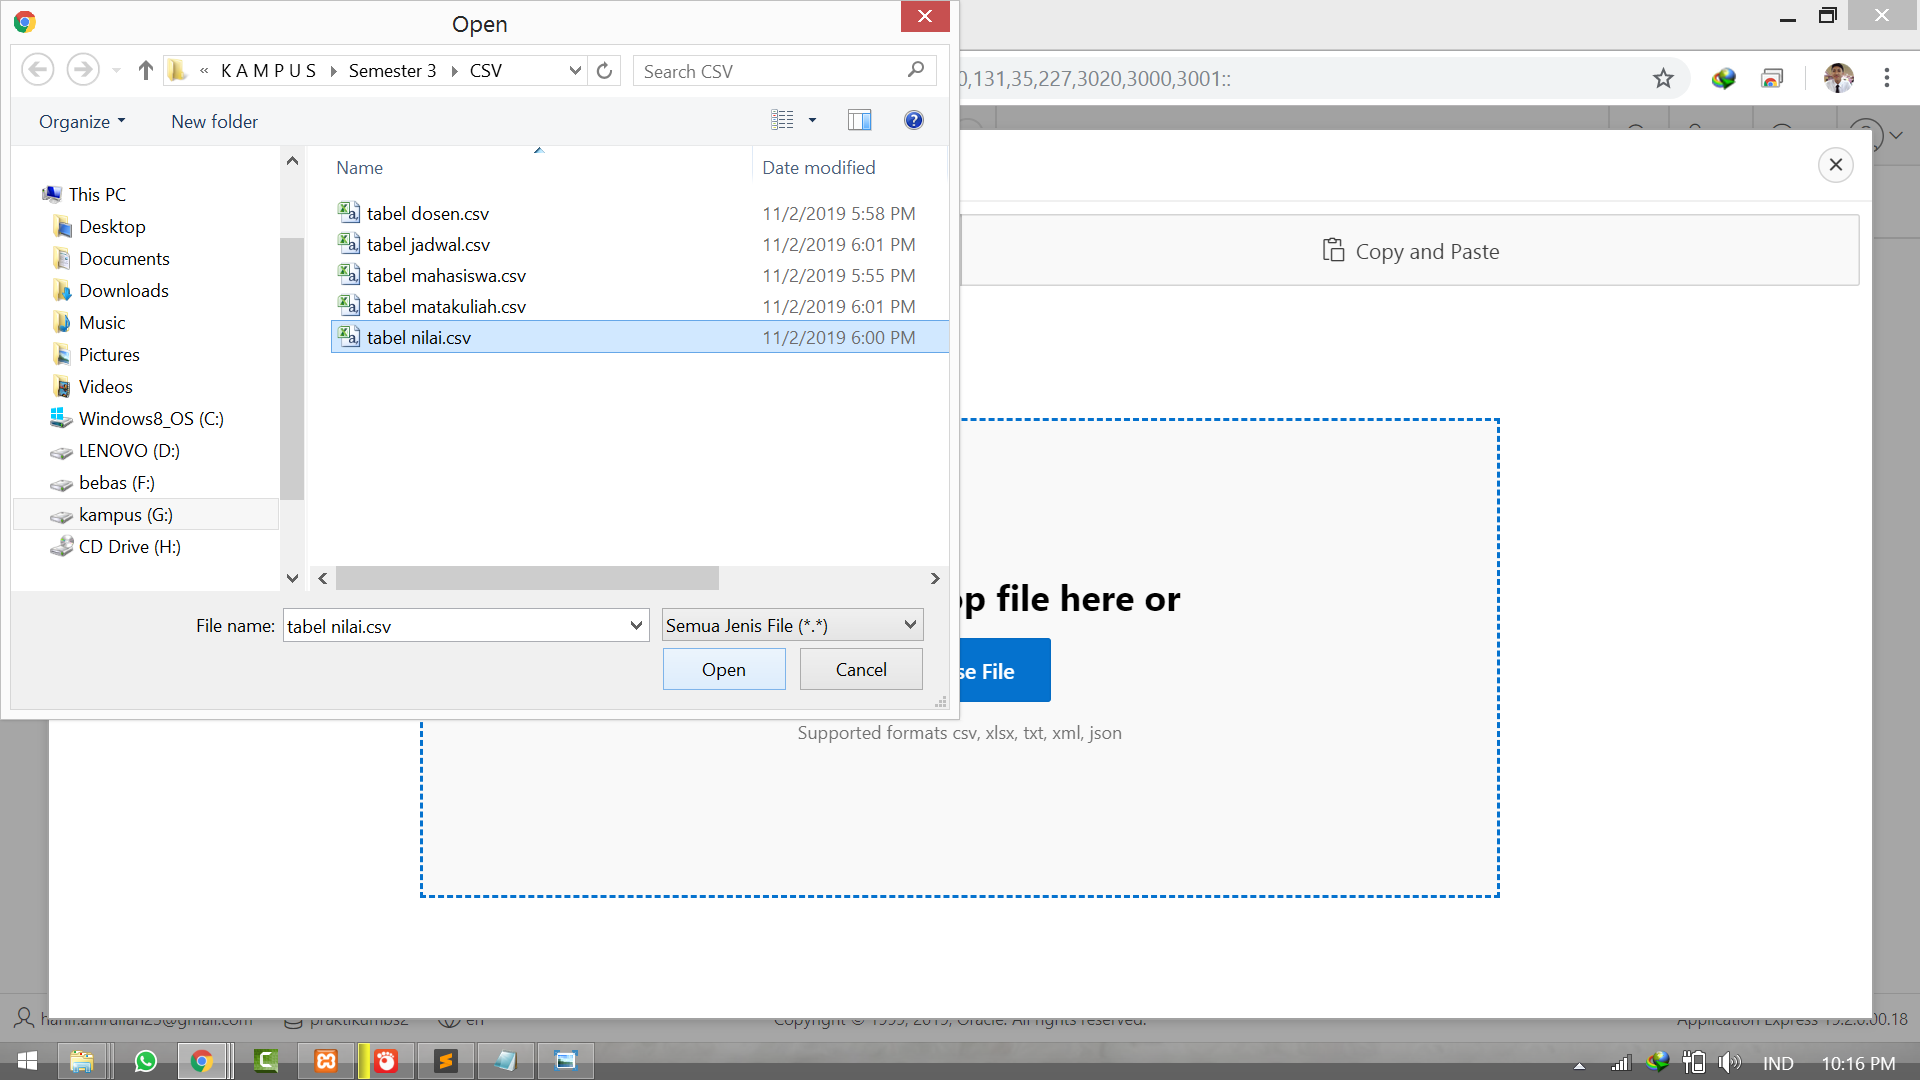 Open
« K A M P U S
Semester 3
CSV
Search CSV
0,131,35,227,3020,3000,3001::
Organize
New folder
Name
Date modified
This PC
Desktop
Documents
Downloads
Music
Pictures
Videos
Windows8_OS (C:)
LENOVO (D:)
bebas (F:)
kampus (G:)
CD Drive (H:)
tabel dosen.csv 11/2/2019 5:58 PM
tabel jadwal.csv 11/2/2019 6:01 PM
tabel mahasiswa.csv 11/2/2019 5:55 PM
tabel matakuliah.csv 11/2/2019 6:01 PM
tabel nilai.csv 11/2/2019 6:00 PM
File name: tabel nilai.csv
Semua Jenis File (*.*)
Open
Cancel
Copy and Paste
op file here or
se File
Supported formats csv, xlsx, txt, xml, json
hanif.amrullah25@gmail.com
praktikumbs2
en
Copyright © 1999, 2019, Oracle. All rights reserved.
Application Express 19.2.0.00.18
IND
10:16 PM